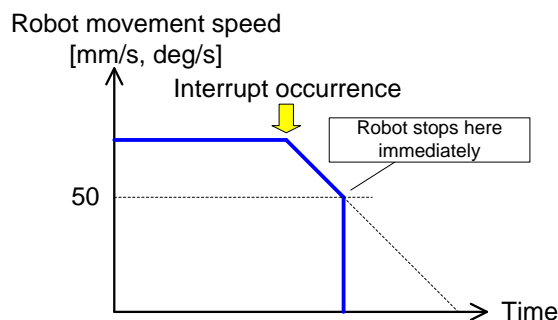 Robot movement speed
[mm/s, deg/s]
Interrupt occurrence
Robot stops here
immediately
50
Time